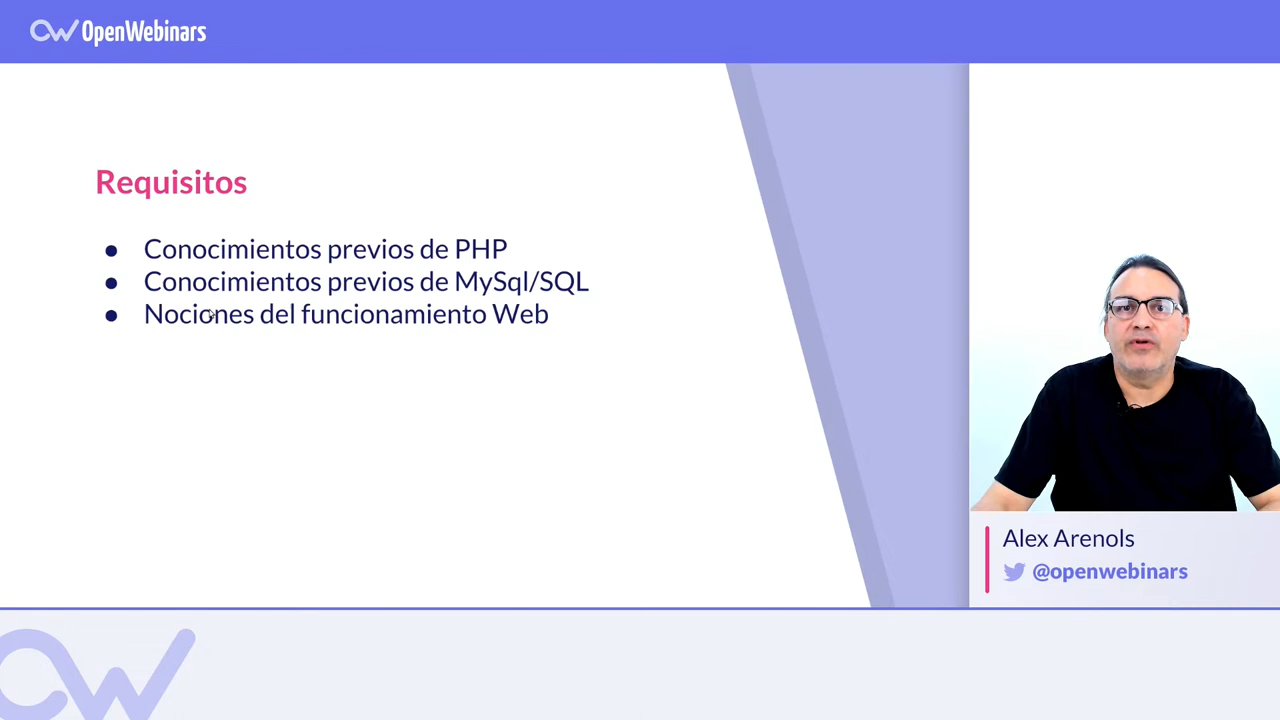 OpenWebinars
Requisitos
● Conocimientos previos de PHP
● Conocimientos previos de MySql/SQL
● Nociones del funcionamiento Web
Alex Arenols
@openwebinars